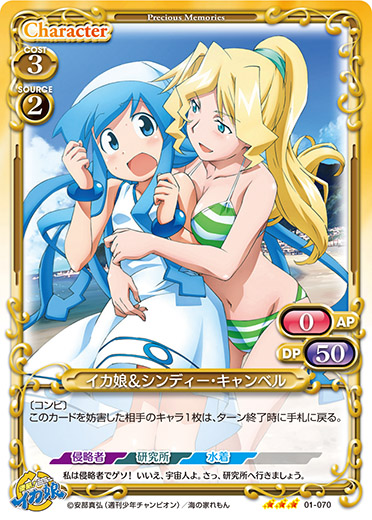 Precious Memories
Character
COST
3
SOURCE
2
0 AP
DP 50
イカ娘&シンディー・キャンベル
〔コンビ〕
このカードを妨害した相手のキャラ1枚は、ターン終了時に手札に戻る。
侵略者 研究所 水着
私は侵略者でゲソ! いいえ、宇宙人よ。さっ、研究所へ行きましょう。
侵略!イカ娘
©安部真弘(週刊少年チャンピオン)/海の家れもん
01-070